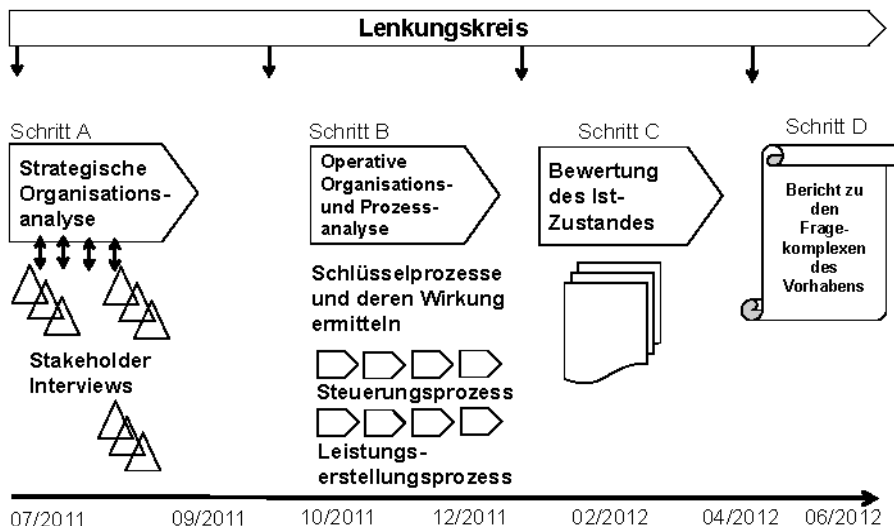 Lenkungskreis
Schritt A
Strategische
Organisations-
analyse
Stakeholder
Interviews
Schritt B
Operative
Organisations-
und Prozess-
analyse
Schlüsselprozesse
und deren Wirkung
ermitteln
Steuerungsprozess
Leistungs-
erstellungsprozess
Schritt C
Bewertung
des Ist-
Zustandes
Schritt D
Bericht zu
den
Frage-
komplexen
des
Vorhabens
07/2011 09/2011 10/2011 12/2011 02/2012 04/2012 06/2012